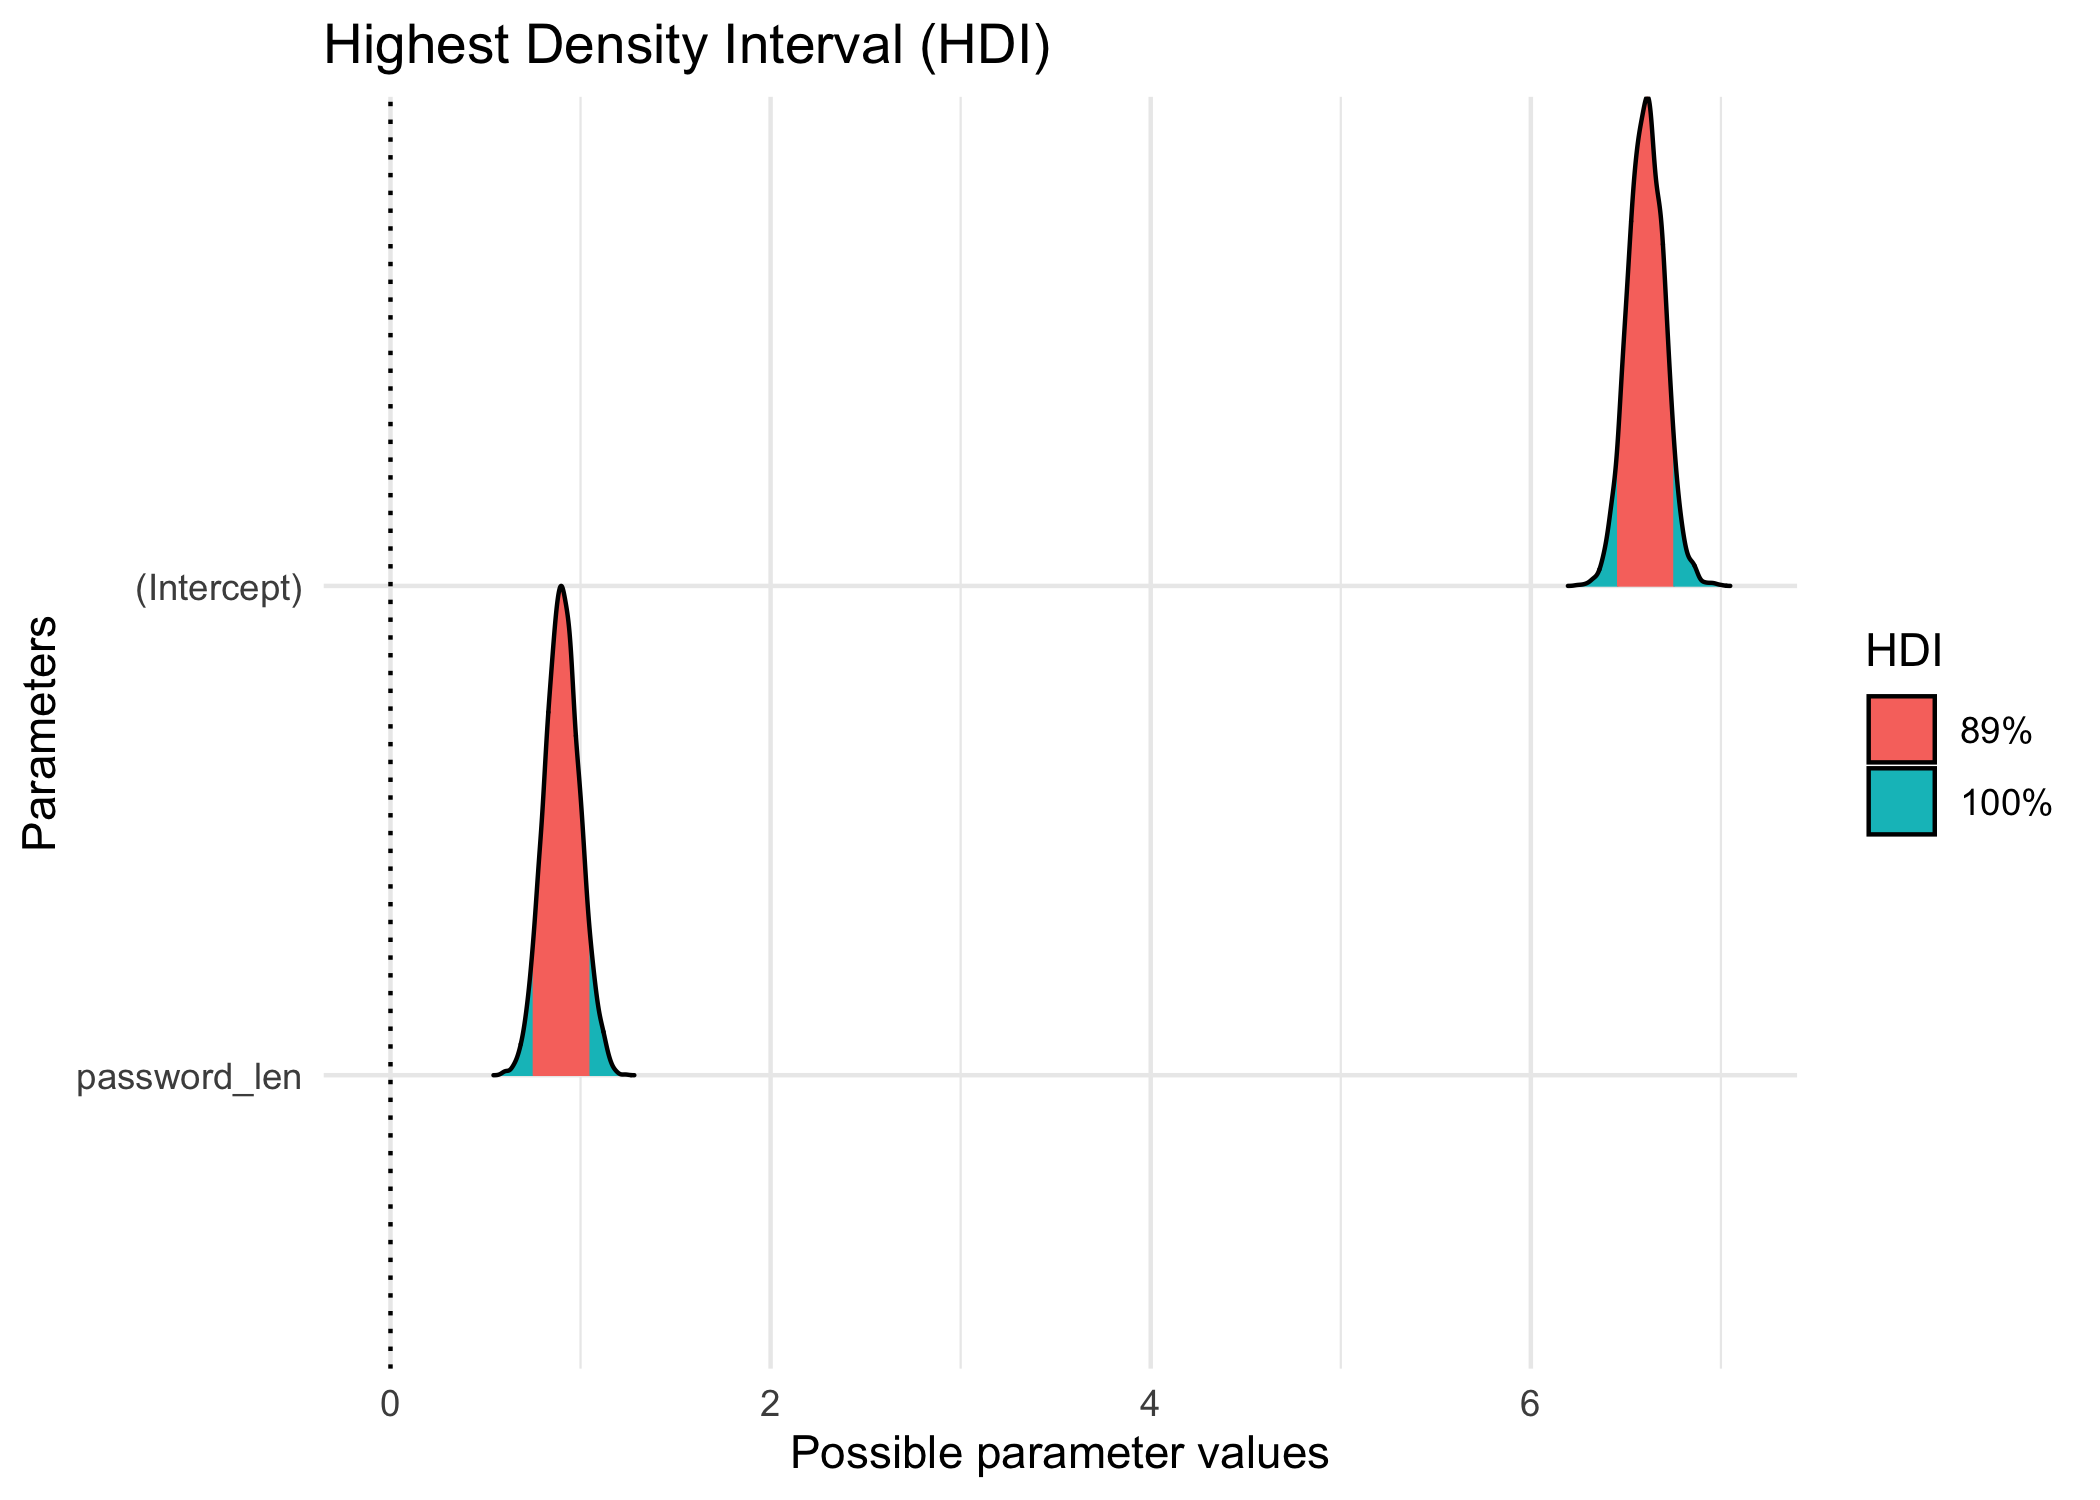 Highest Density Interval (HDI)
(Intercept)
password_len
Parameters
0
2
4
6
Possible parameter values
HDI
89%
100%